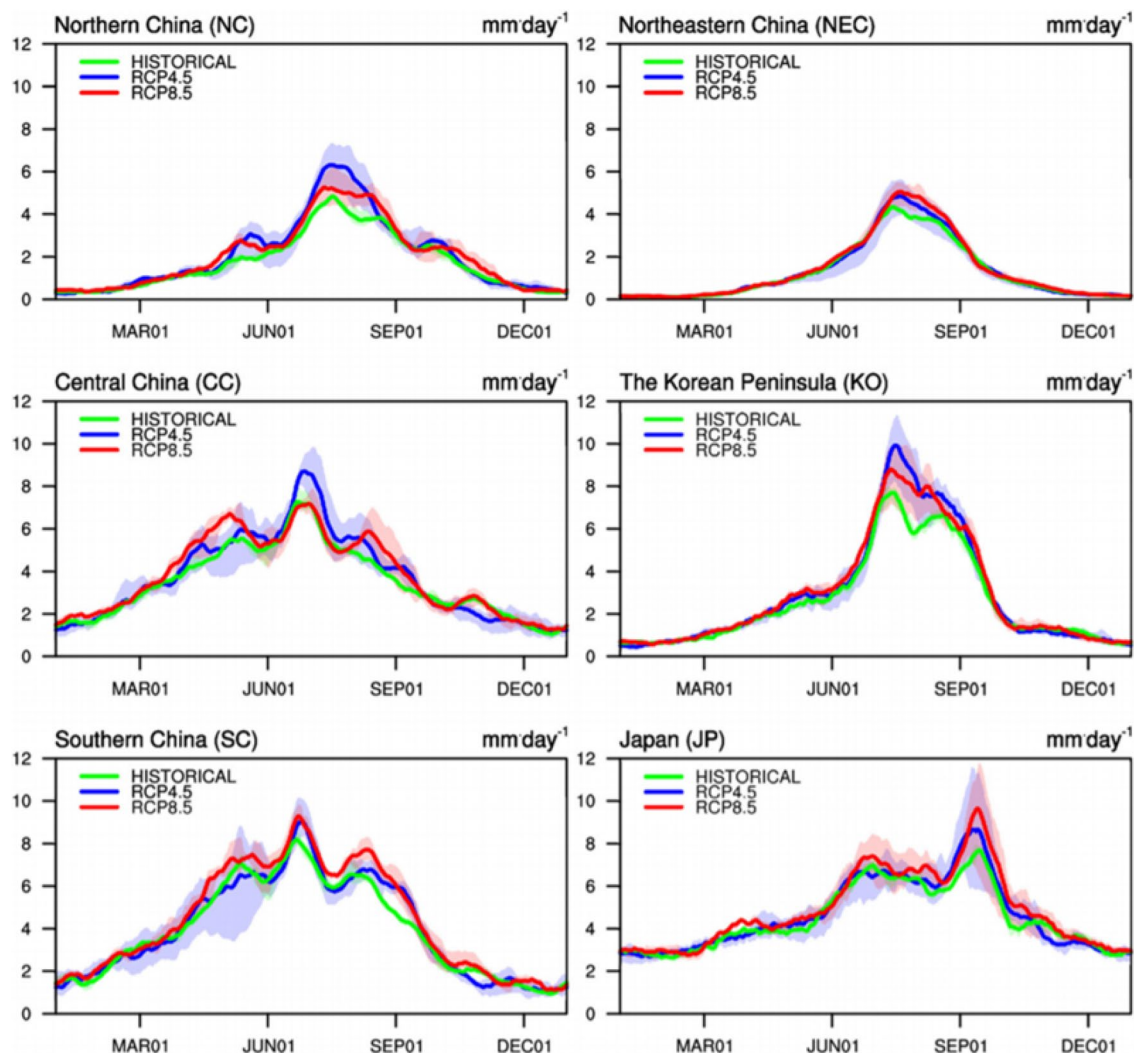 Northern China (NC) mm·day⁻¹
12
HISTORICAL
RCP4.5
10
RCP8.5
8
6
4
2
0
MAR01 JUN01 SEP01 DEC01
Northeastern China (NEC) mm·day⁻¹
12
HISTORICAL
RCP4.5
10
RCP8.5
8
6
4
2
0
MAR01 JUN01 SEP01 DEC01
Central China (CC) mm·day⁻¹
12
HISTORICAL
RCP4.5
10
RCP8.5
8
6
4
2
0
MAR01 JUN01 SEP01 DEC01
The Korean Peninsula (KO) mm·day⁻¹
12
HISTORICAL
RCP4.5
10
RCP8.5
8
6
4
2
0
MAR01 JUN01 SEP01 DEC01
Southern China (SC) mm·day⁻¹
12
HISTORICAL
RCP4.5
10
RCP8.5
8
6
4
2
0
MAR01 JUN01 SEP01 DEC01
Japan (JP) mm·day⁻¹
12
HISTORICAL
RCP4.5
10
RCP8.5
8
6
4
2
0
MAR01 JUN01 SEP01 DEC01